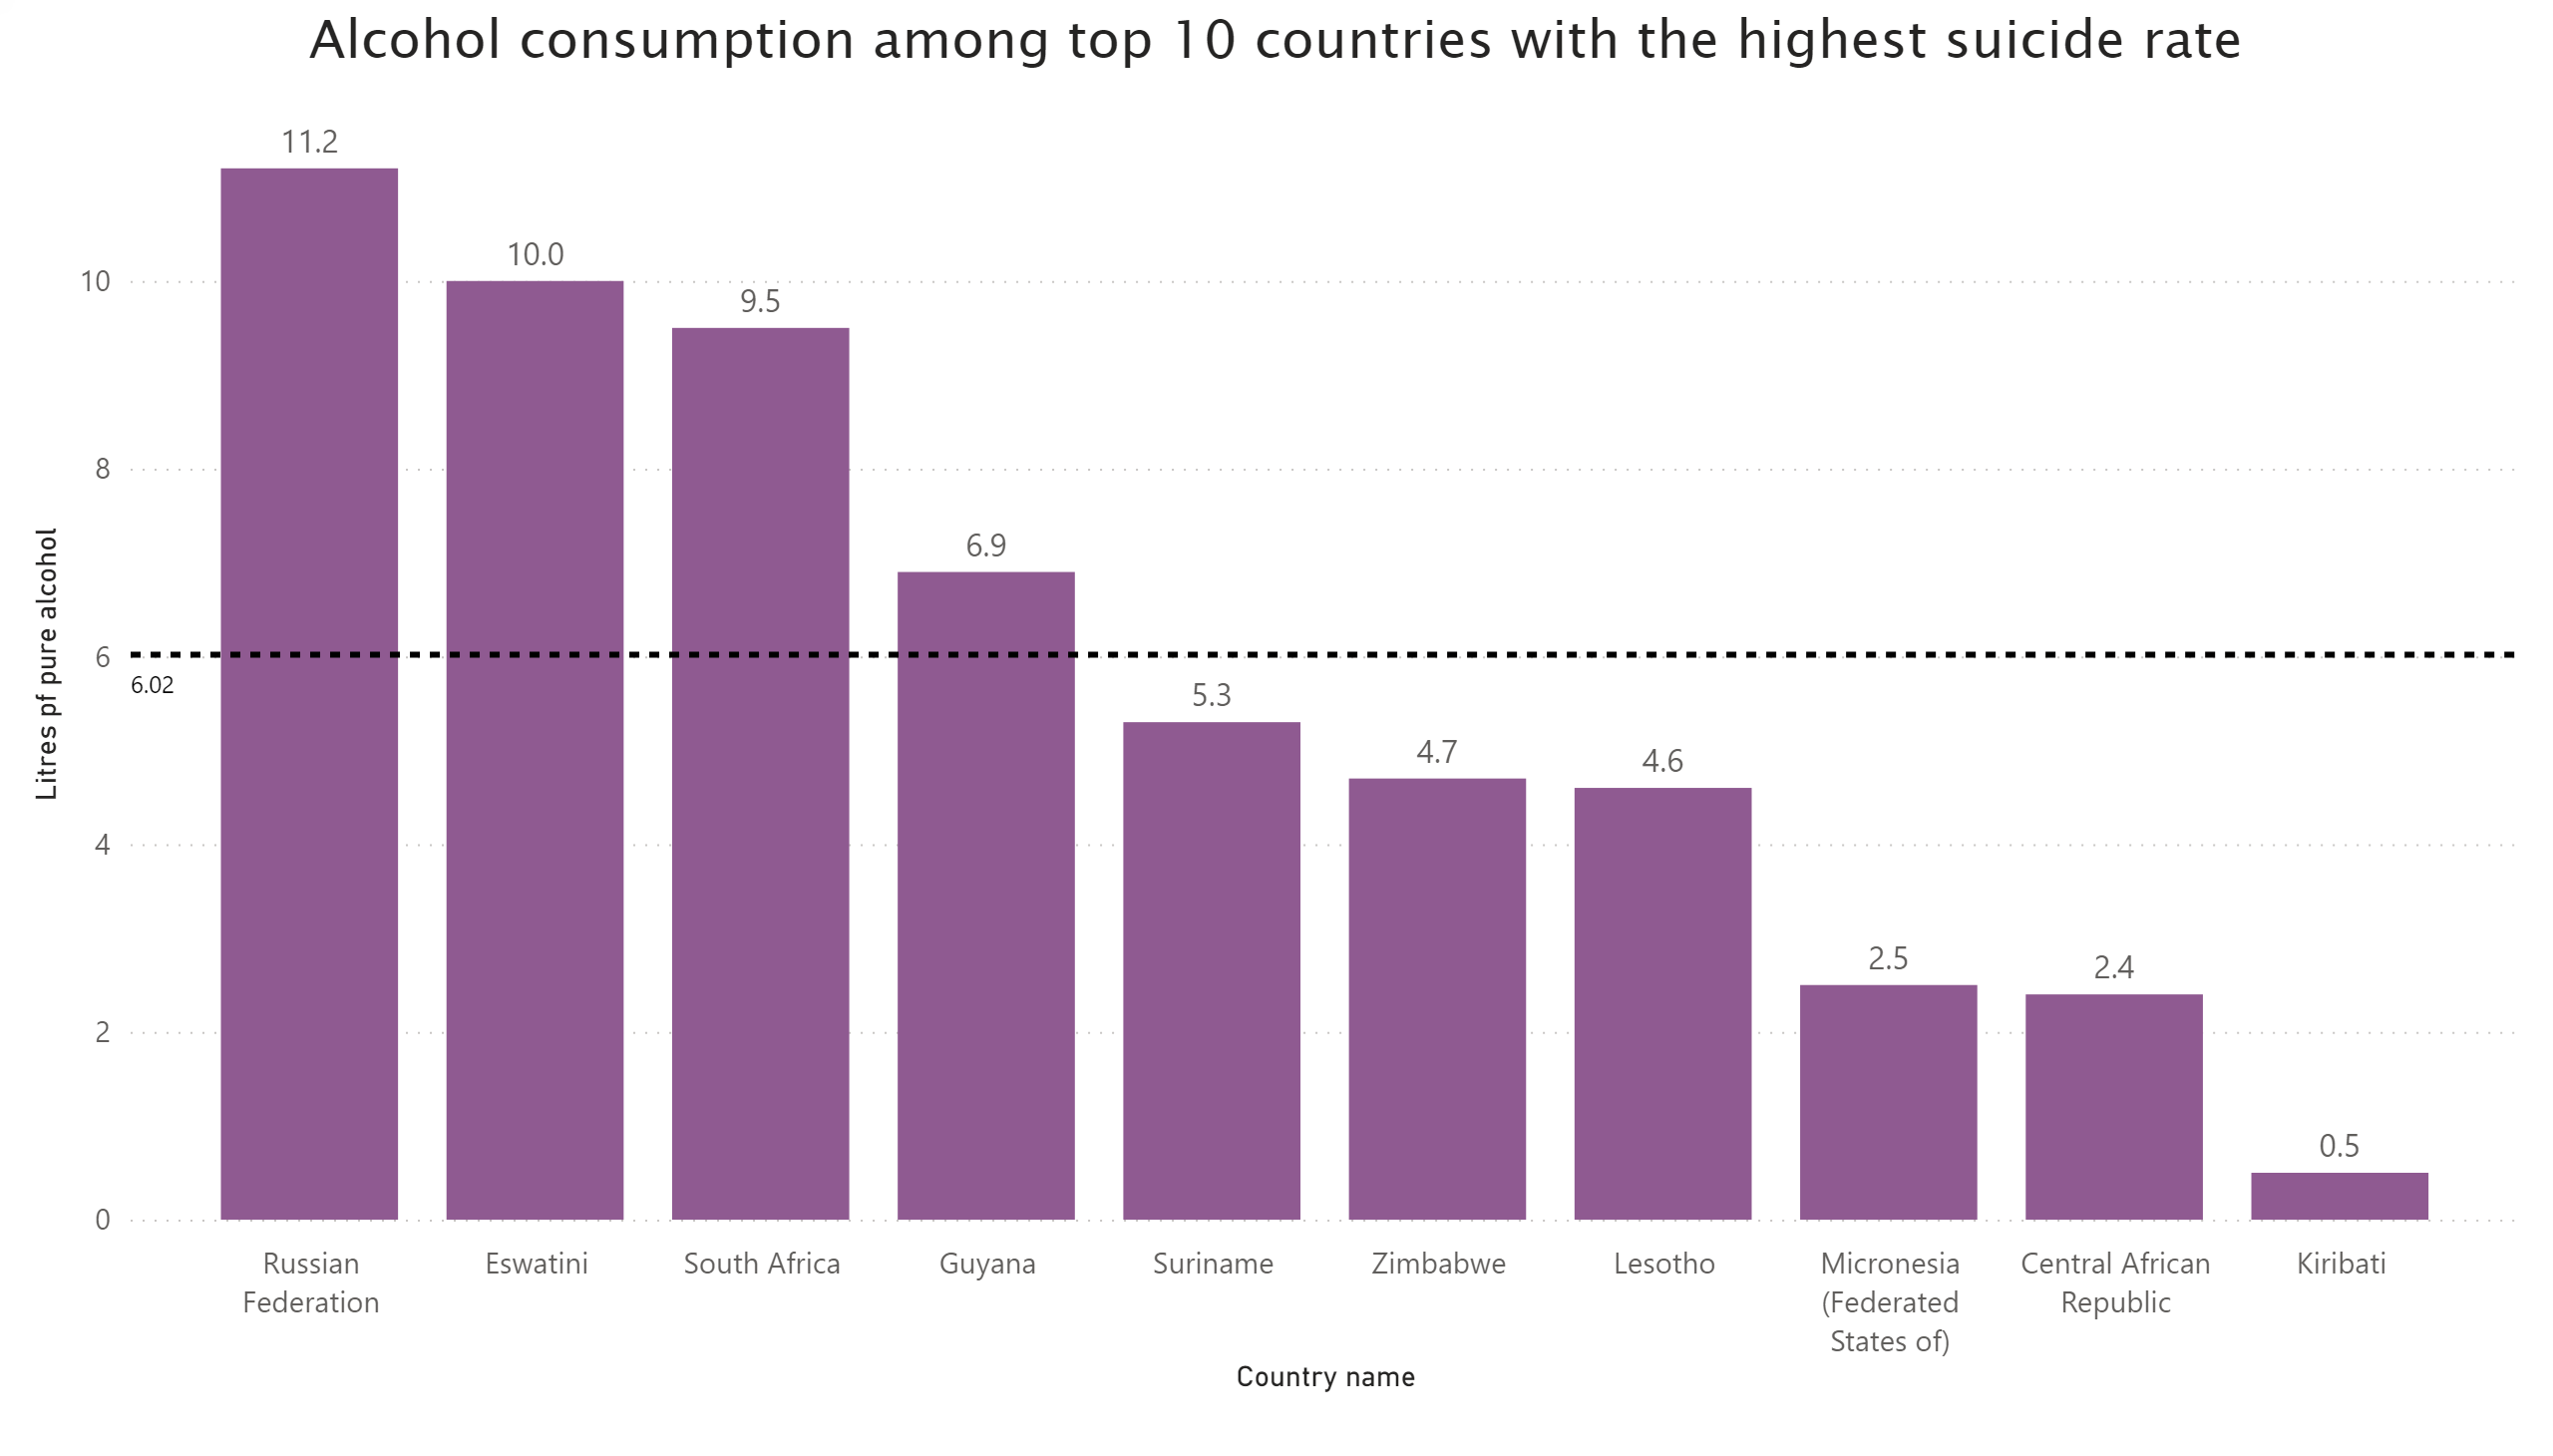 Alcohol consumption among top 10 countries with the highest suicide rate
11.2
10.0
9.5
6.9
5.3
4.7
4.6
2.5
2.4
0.5
10
8
6
6.02
4
2
0
Litres pf pure alcohol
Russian
Federation
Eswatini
South Africa
Guyana
Suriname
Zimbabwe
Lesotho
Micronesia
(Federated
States of)
Central African
Republic
Kiribati
Country name